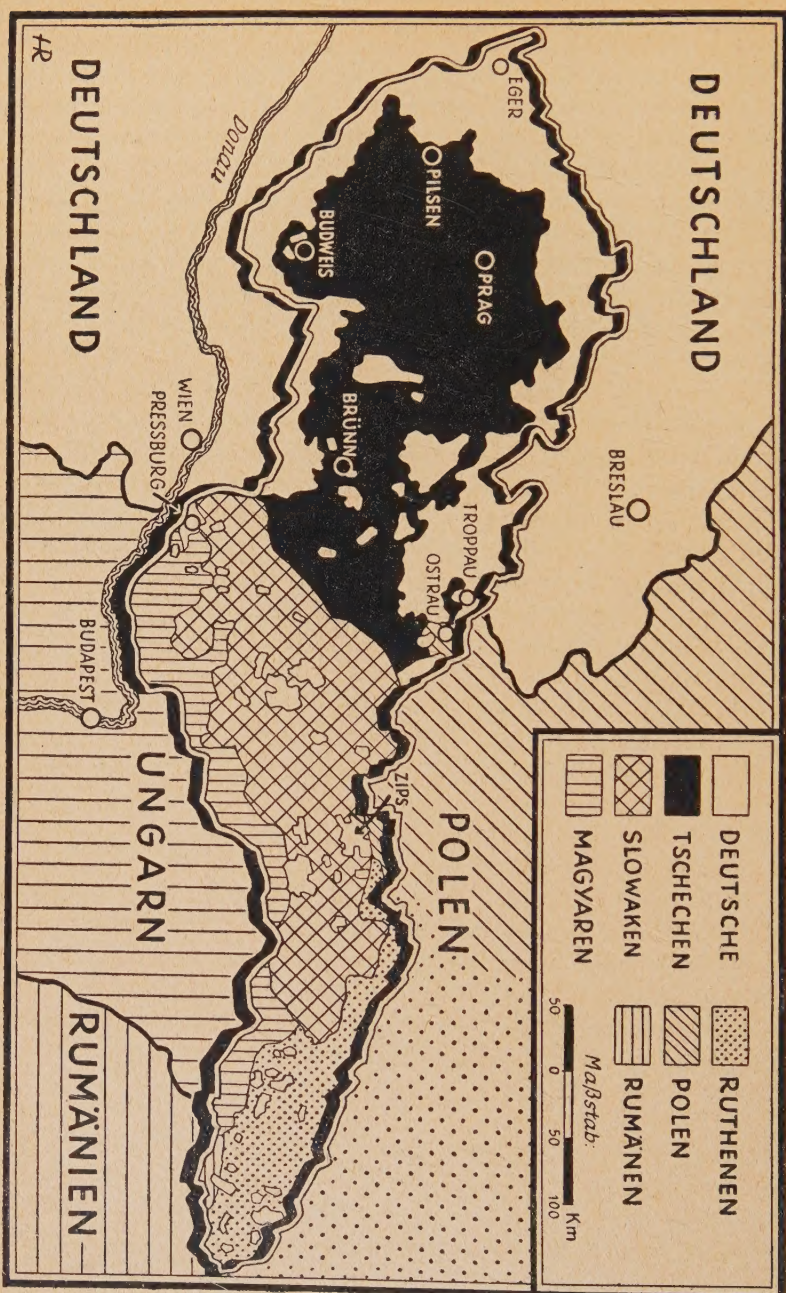 DEUTSCHLAND
BRESLAU
EGER
PILSEN
PRAG
BUDWEIS
BRÜNN
TROPPAU
OSTRAU
Donau
DEUTSCHLAND
WIEN
PRESSBURG
BUDAPEST
ZIPS
POLEN
UNGARN
RUMÄNIEN
HR
DEUTSCHE
TSCHECHEN
SLOWAKEN
MAGYAREN
RUTHENEN
POLEN
RUMÄNEN
Maßstab:
50 0 50 100 Km